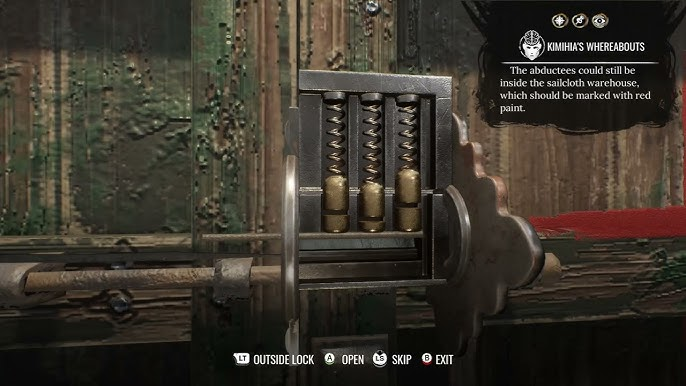 KIMIHIA'S WHEREABOUTS
The abductees could still be
inside the sailcloth warehouse,
which should be marked with red
paint.
LT OUTSIDE LOCK A OPEN LS SKIP B EXIT